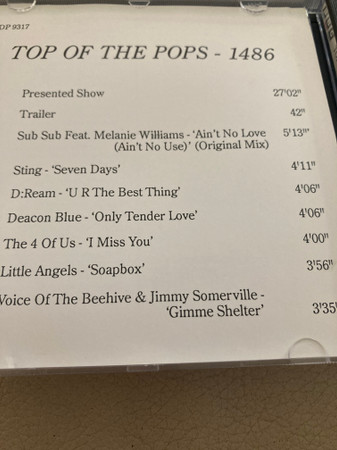 DP 9317
TOP OF THE POPS - 1486
Presented Show 27'02"
Trailer 42"
Sub Sub Feat. Melanie Williams - 'Ain't No Love 5'13"
(Ain't No Use)' (Original Mix)
Sting - 'Seven Days' 4'11"
D:Ream - 'U R The Best Thing' 4'06"
Deacon Blue - 'Only Tender Love' 4'06"
The 4 Of Us - 'I Miss You' 4'00"
Little Angels - 'Soapbox' 3'56"
Voice Of The Beehive & Jimmy Somerville - 3'35
'Gimme Shelter'